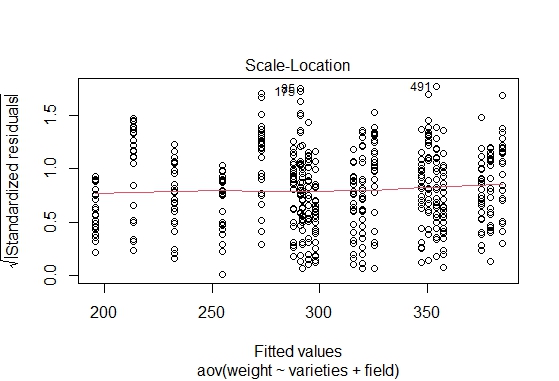 Scale-Location
√|Standardized residuals|
0.0 0.5 1.0 1.5
491
200 250 300 350
Fitted values
aov(weight ~ varieties + field)